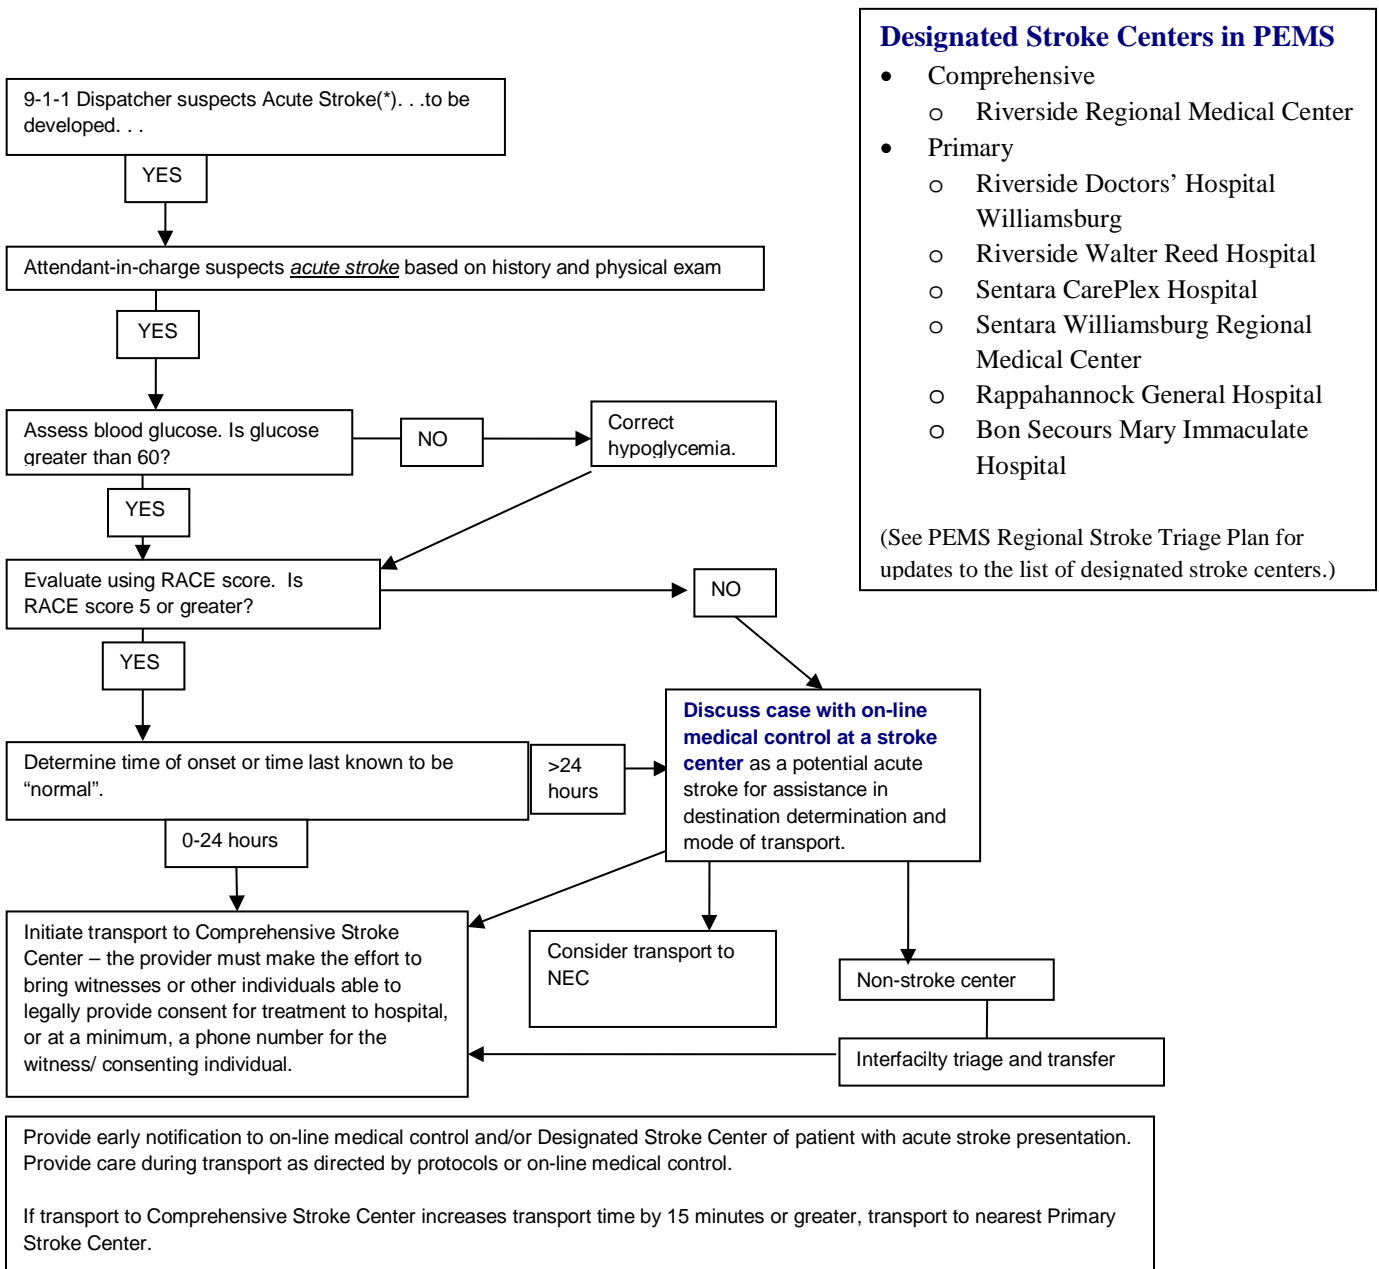 Designated Stroke Centers in PEMS
• Comprehensive
o Riverside Regional Medical Center
• Primary
o Riverside Doctors’ Hospital
Williamsburg
o Riverside Walter Reed Hospital
o Sentara CarePlex Hospital
o Sentara Williamsburg Regional
Medical Center
o Rappahannock General Hospital
o Bon Secours Mary Immaculate
Hospital
(See PEMS Regional Stroke Triage Plan for
updates to the list of designated stroke centers.)
9-1-1 Dispatcher suspects Acute Stroke(*). . .to be
developed. . .
YES
Attendant-in-charge suspects acute stroke based on history and physical exam
YES
Assess blood glucose. Is glucose
greater than 60?
NO
Correct
hypoglycemia.
YES
Evaluate using RACE score.  Is
RACE score 5 or greater?
NO
YES
Determine time of onset or time last known to be
“normal”.
>24
hours
Discuss case with on-line
medical control at a stroke
center as a potential acute
stroke for assistance in
destination determination and
mode of transport.
0-24 hours
Initiate transport to Comprehensive Stroke
Center – the provider must make the effort to
bring witnesses or other individuals able to
legally provide consent for treatment to hospital,
or at a minimum, a phone number for the
witness/ consenting individual.
Consider transport to
NEC
Non-stroke center
Interfacilty triage and transfer
Provide early notification to on-line medical control and/or Designated Stroke Center of patient with acute stroke presentation.
Provide care during transport as directed by protocols or on-line medical control.
If transport to Comprehensive Stroke Center increases transport time by 15 minutes or greater, transport to nearest Primary
Stroke Center.